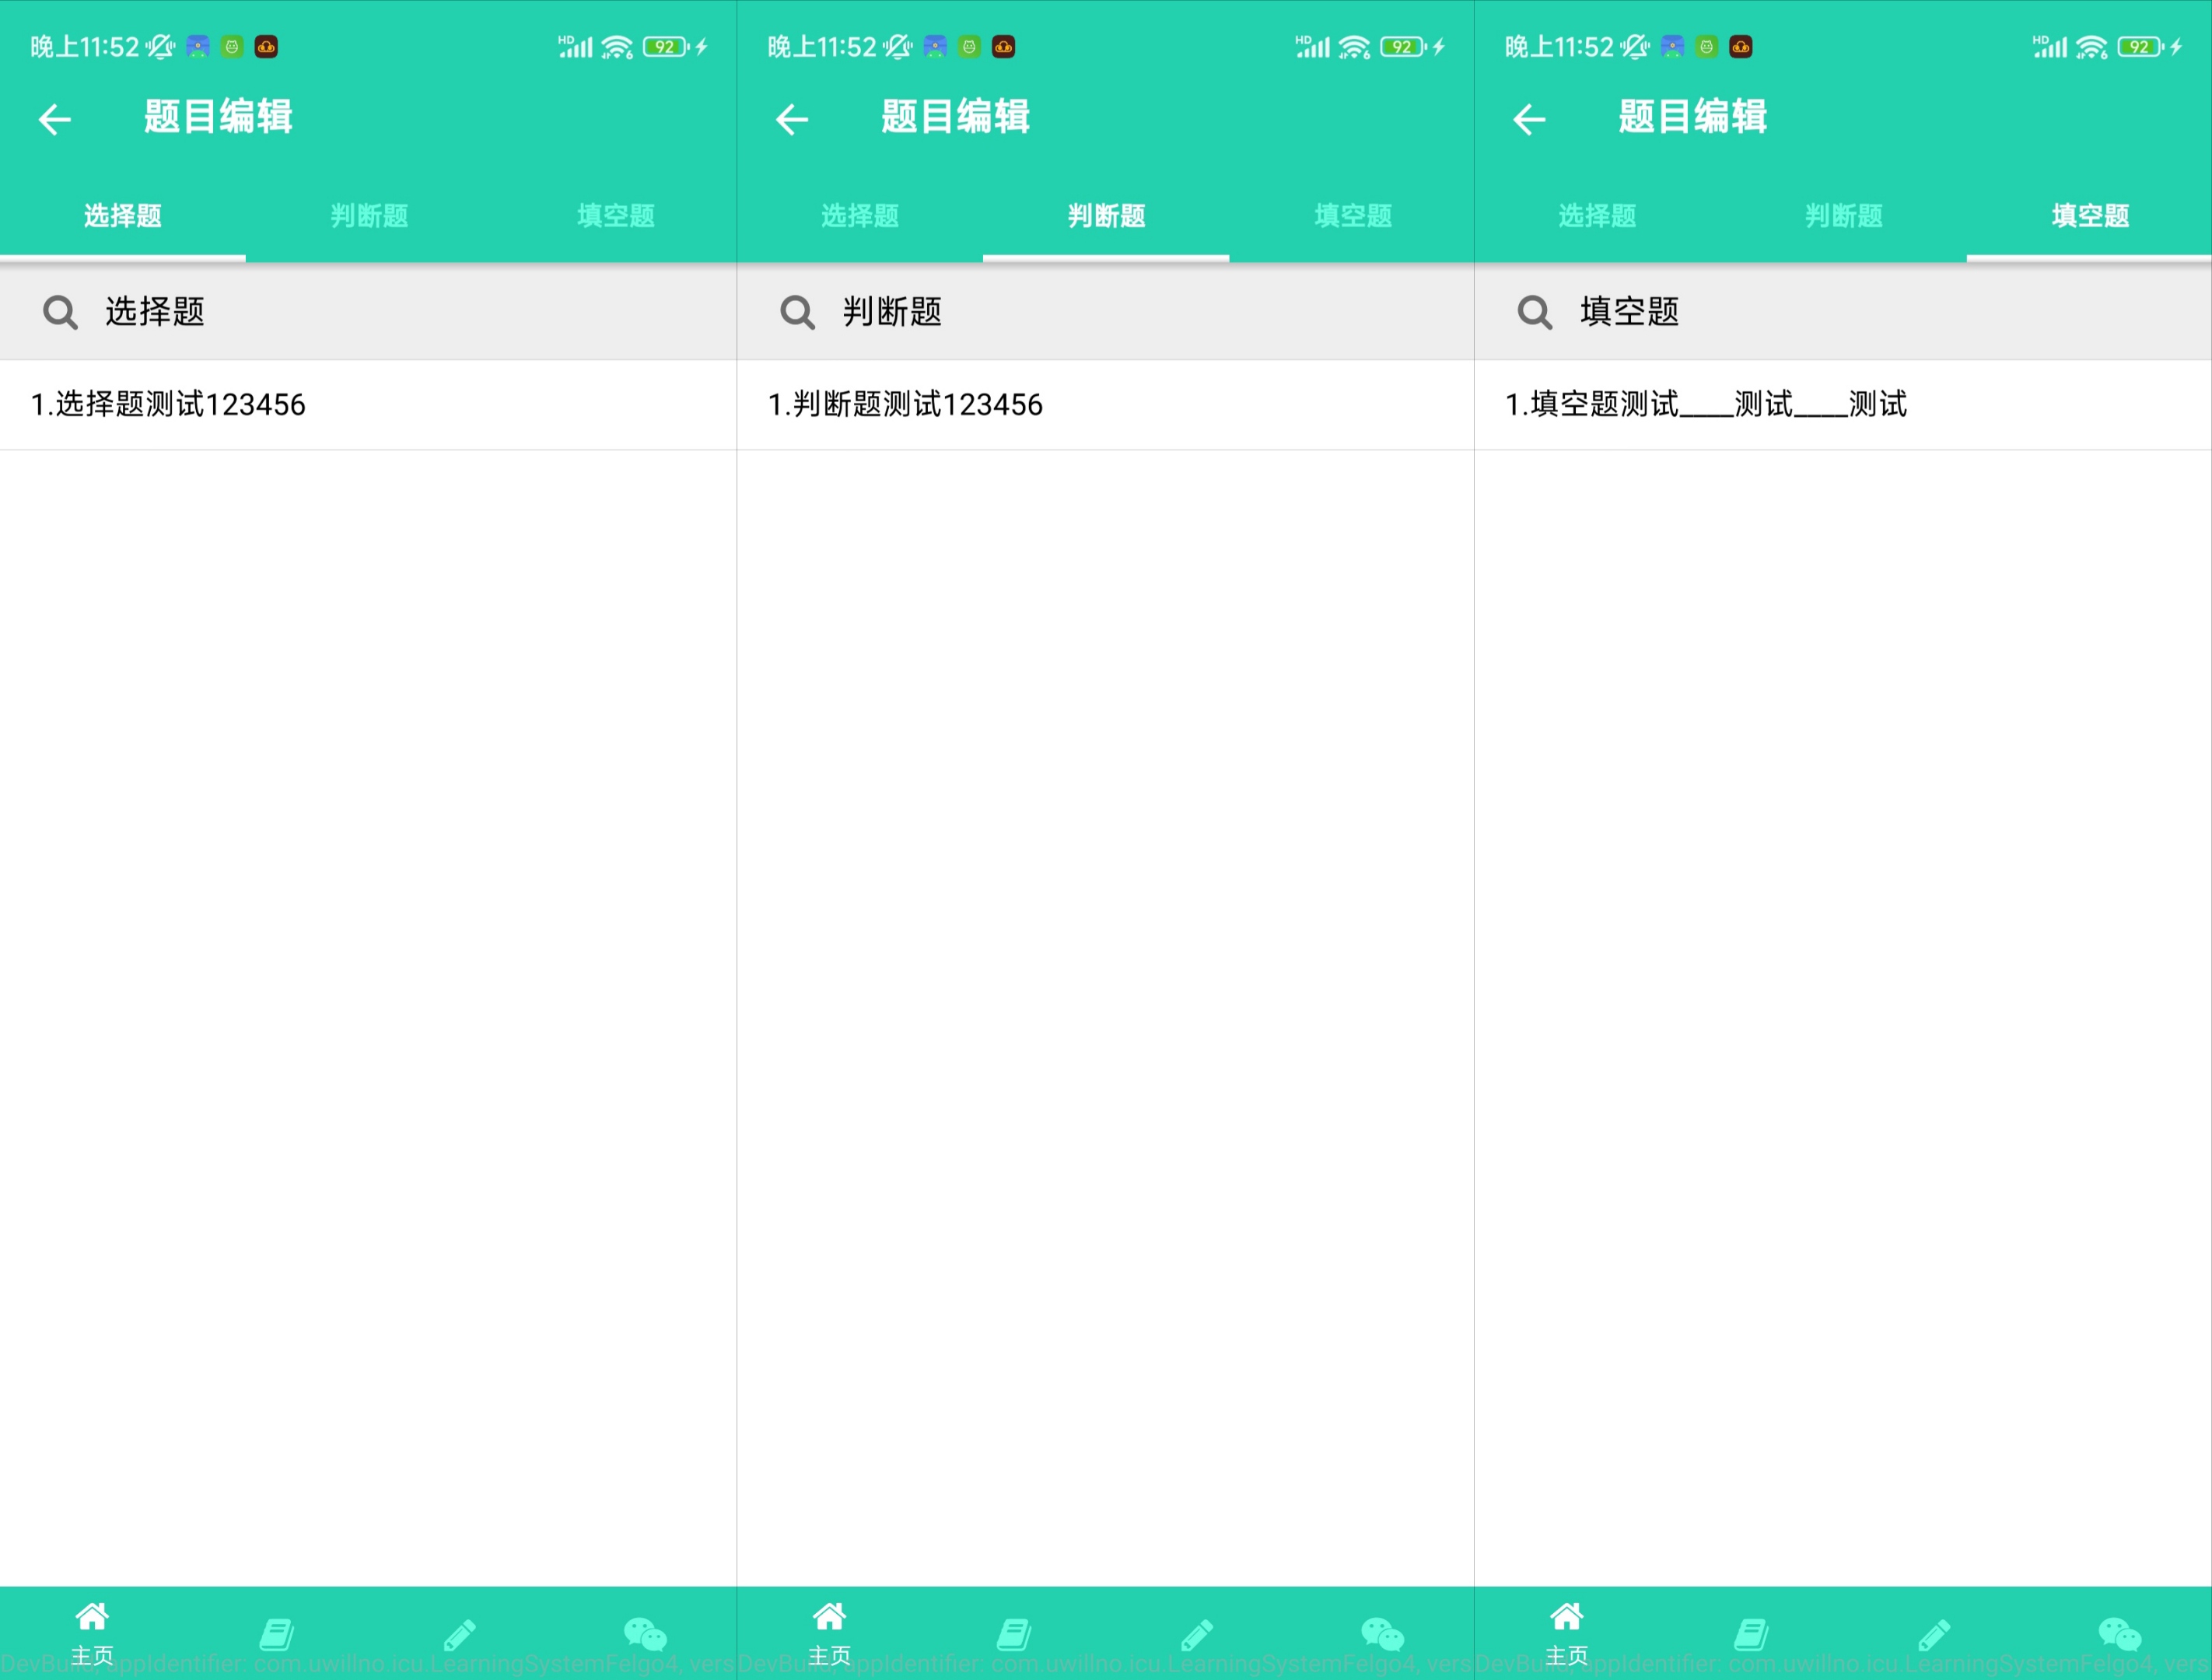 晚上11:52 HD 6 92
题目编辑
选择题 判断题 填空题
选择题
1.选择题测试123456
主页
DevBuild, appIdentifier: com.uwillno.icu.LearningSystemFelgo4, vers
晚上11:52 HD 6 92
题目编辑
选择题 判断题 填空题
判断题
1.判断题测试123456
主页
DevBuild, appIdentifier: com.uwillno.icu.LearningSystemFelgo4, vers
晚上11:52 HD 6 92
题目编辑
选择题 判断题 填空题
填空题
1.填空题测试____测试____测试
主页
DevBuild, appIdentifier: com.uwillno.icu.LearningSystemFelgo4, vers